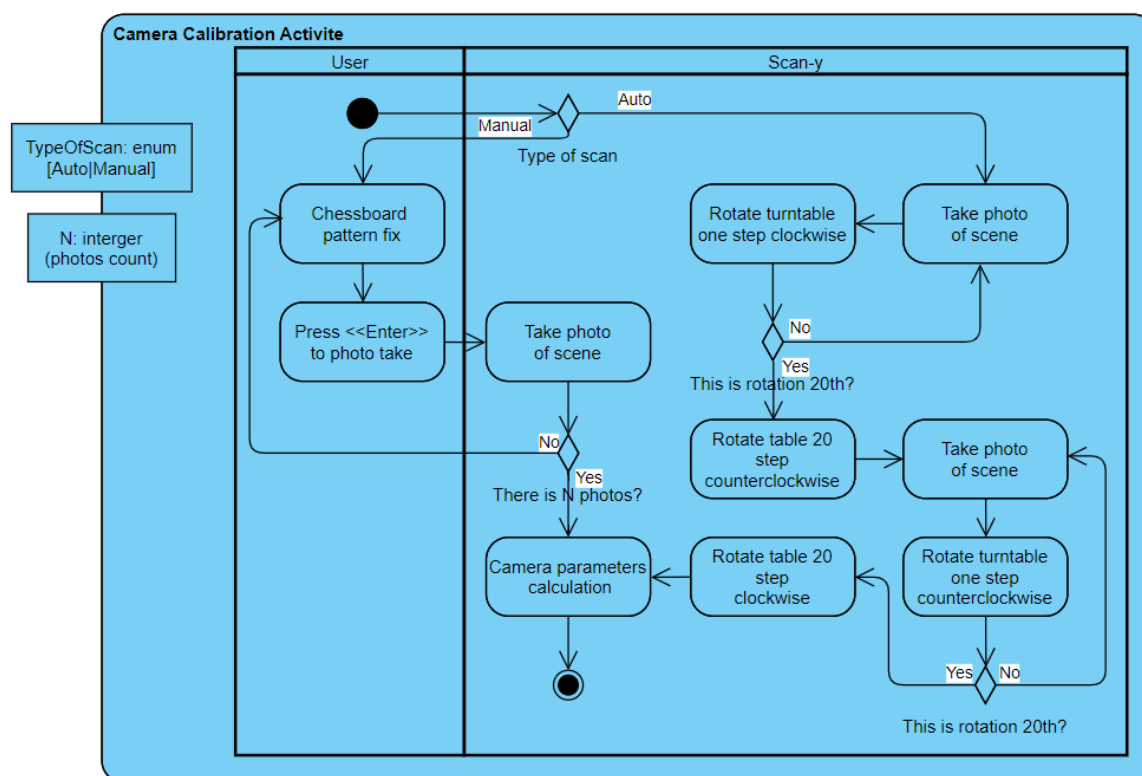 Camera Calibration Activite
User
Scan-y
TypeOfScan: enum
[Auto|Manual]
N: interger
(photos count)
Auto
Manual
Type of scan
Chessboard
pattern fix
Rotate turntable
one step clockwise
Take photo
of scene
Press <<Enter>>
to photo take
Take photo
of scene
No
Yes
This is rotation 20th?
No
Yes
There is N photos?
Rotate table 20
step
counterclockwise
Take photo
of scene
Camera parameters
calculation
Rotate table 20
step
clockwise
Rotate turntable
one step
counterclockwise
Yes
No
This is rotation 20th?